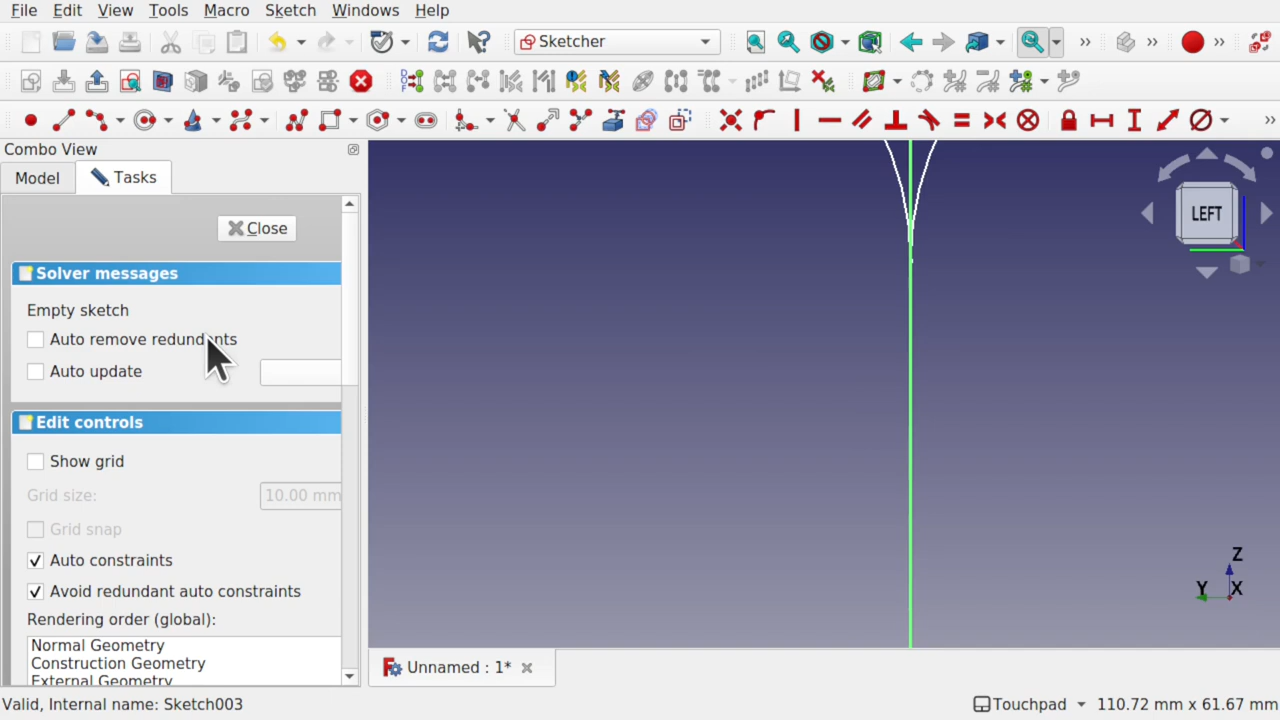 File Edit View Tools Macro Sketch Windows Help
Sketcher
Combo View
Model Tasks
Close
Solver messages
Empty sketch
Auto remove redundants
Auto update
Edit controls
Show grid
Grid size: 10.00 mm
Grid snap
Auto constraints
Avoid redundant auto constraints
Rendering order (global):
Normal Geometry
Construction Geometry
External Geometry
LEFT
Z
Y X
Unnamed : 1*
Valid, Internal name: Sketch003
Touchpad 110.72 mm x 61.67 mm